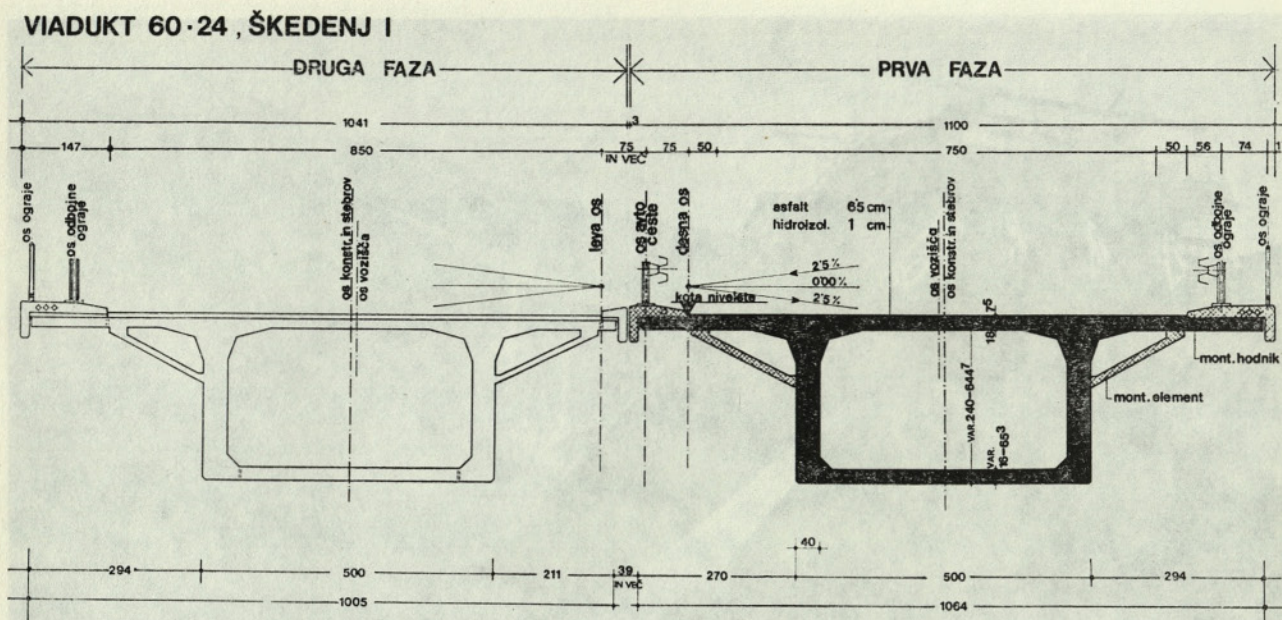 VIADUKT 60·24, ŠKEDENJ I
DRUGA FAZA
PRVA FAZA
1041
3
1100
147
850
75
IN VEČ
75
50
750
50
56
74
os ograje
os odbojne
ograje
os konstr. in stebrov
os vozišča
leva os
os avto
ceste
desna os
asfalt 6'5 cm
hidroizol. 1 cm
os vozišča
os konstr. in stebrov
os odbojne
ograje
os ograje
2'5%
0'00%
2'5%
kota nivelete
mont. hodnik
mont. element
VAR. 240-644⁷
VAR.
16-65³
40
294
500
211
39
IN VEČ
270
500
294
1005
1064